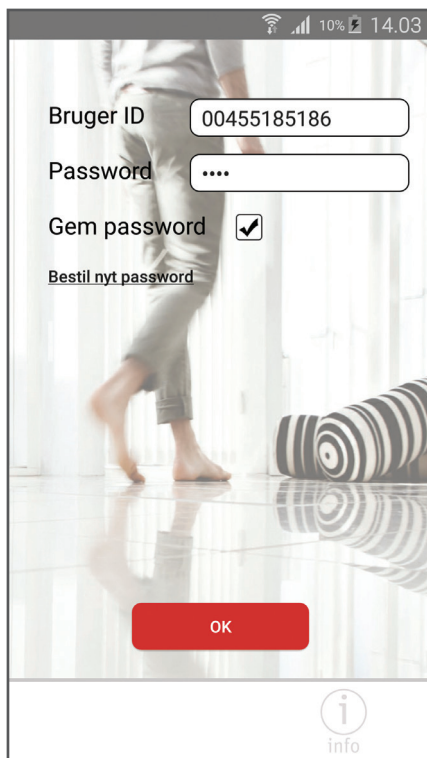 10% 14.03
Bruger ID 00455185186
Password ••••
Gem password
Bestil nyt password
OK
info